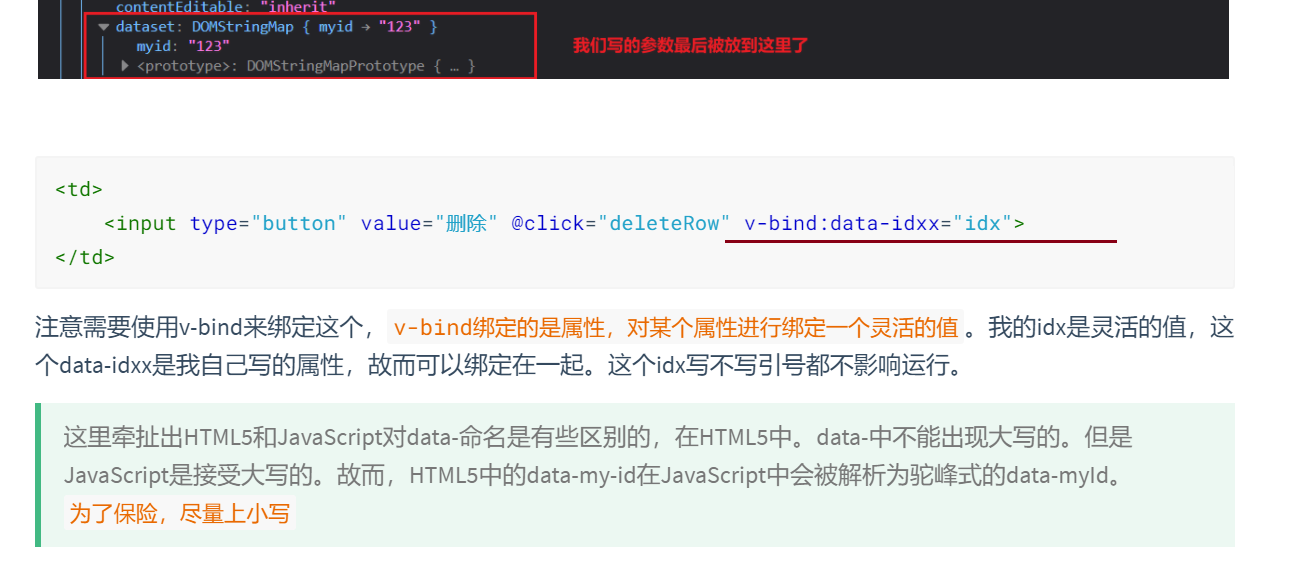 contentEditable: "inherit"
dataset: DOMStringMap { myid → "123" }
myid: "123"
我们写的参数最后被放到这里了
<prototype>: DOMStringMapPrototype { … }
<td>
<input type="button" value="删除" @click="deleteRow" v-bind:data-idxx="idx">
</td>
注意需要使用v-bind来绑定这个，v-bind绑定的是属性，对某个属性进行绑定一个灵活的值。我的idx是灵活的值，这
个data-idxx是我自己写的属性，故而可以绑定在一起。这个idx写不写引号都不影响运行。
这里牵扯出HTML5和JavaScript对data-命名是有些区别的，在HTML5中。data-中不能出现大写的。但是
JavaScript是接受大写的。故而，HTML5中的data-my-id在JavaScript中会被解析为驼峰式的data-myId。
为了保险，尽量上小写